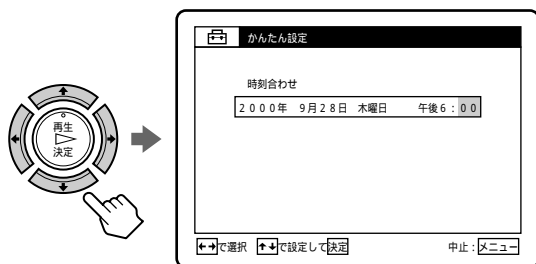 かんたん設定
時刻合わせ
2000年 9月28日 木曜日 午後6:00
再生
決定
←→で選択 ↑↓で設定して決定 中止:メニュー